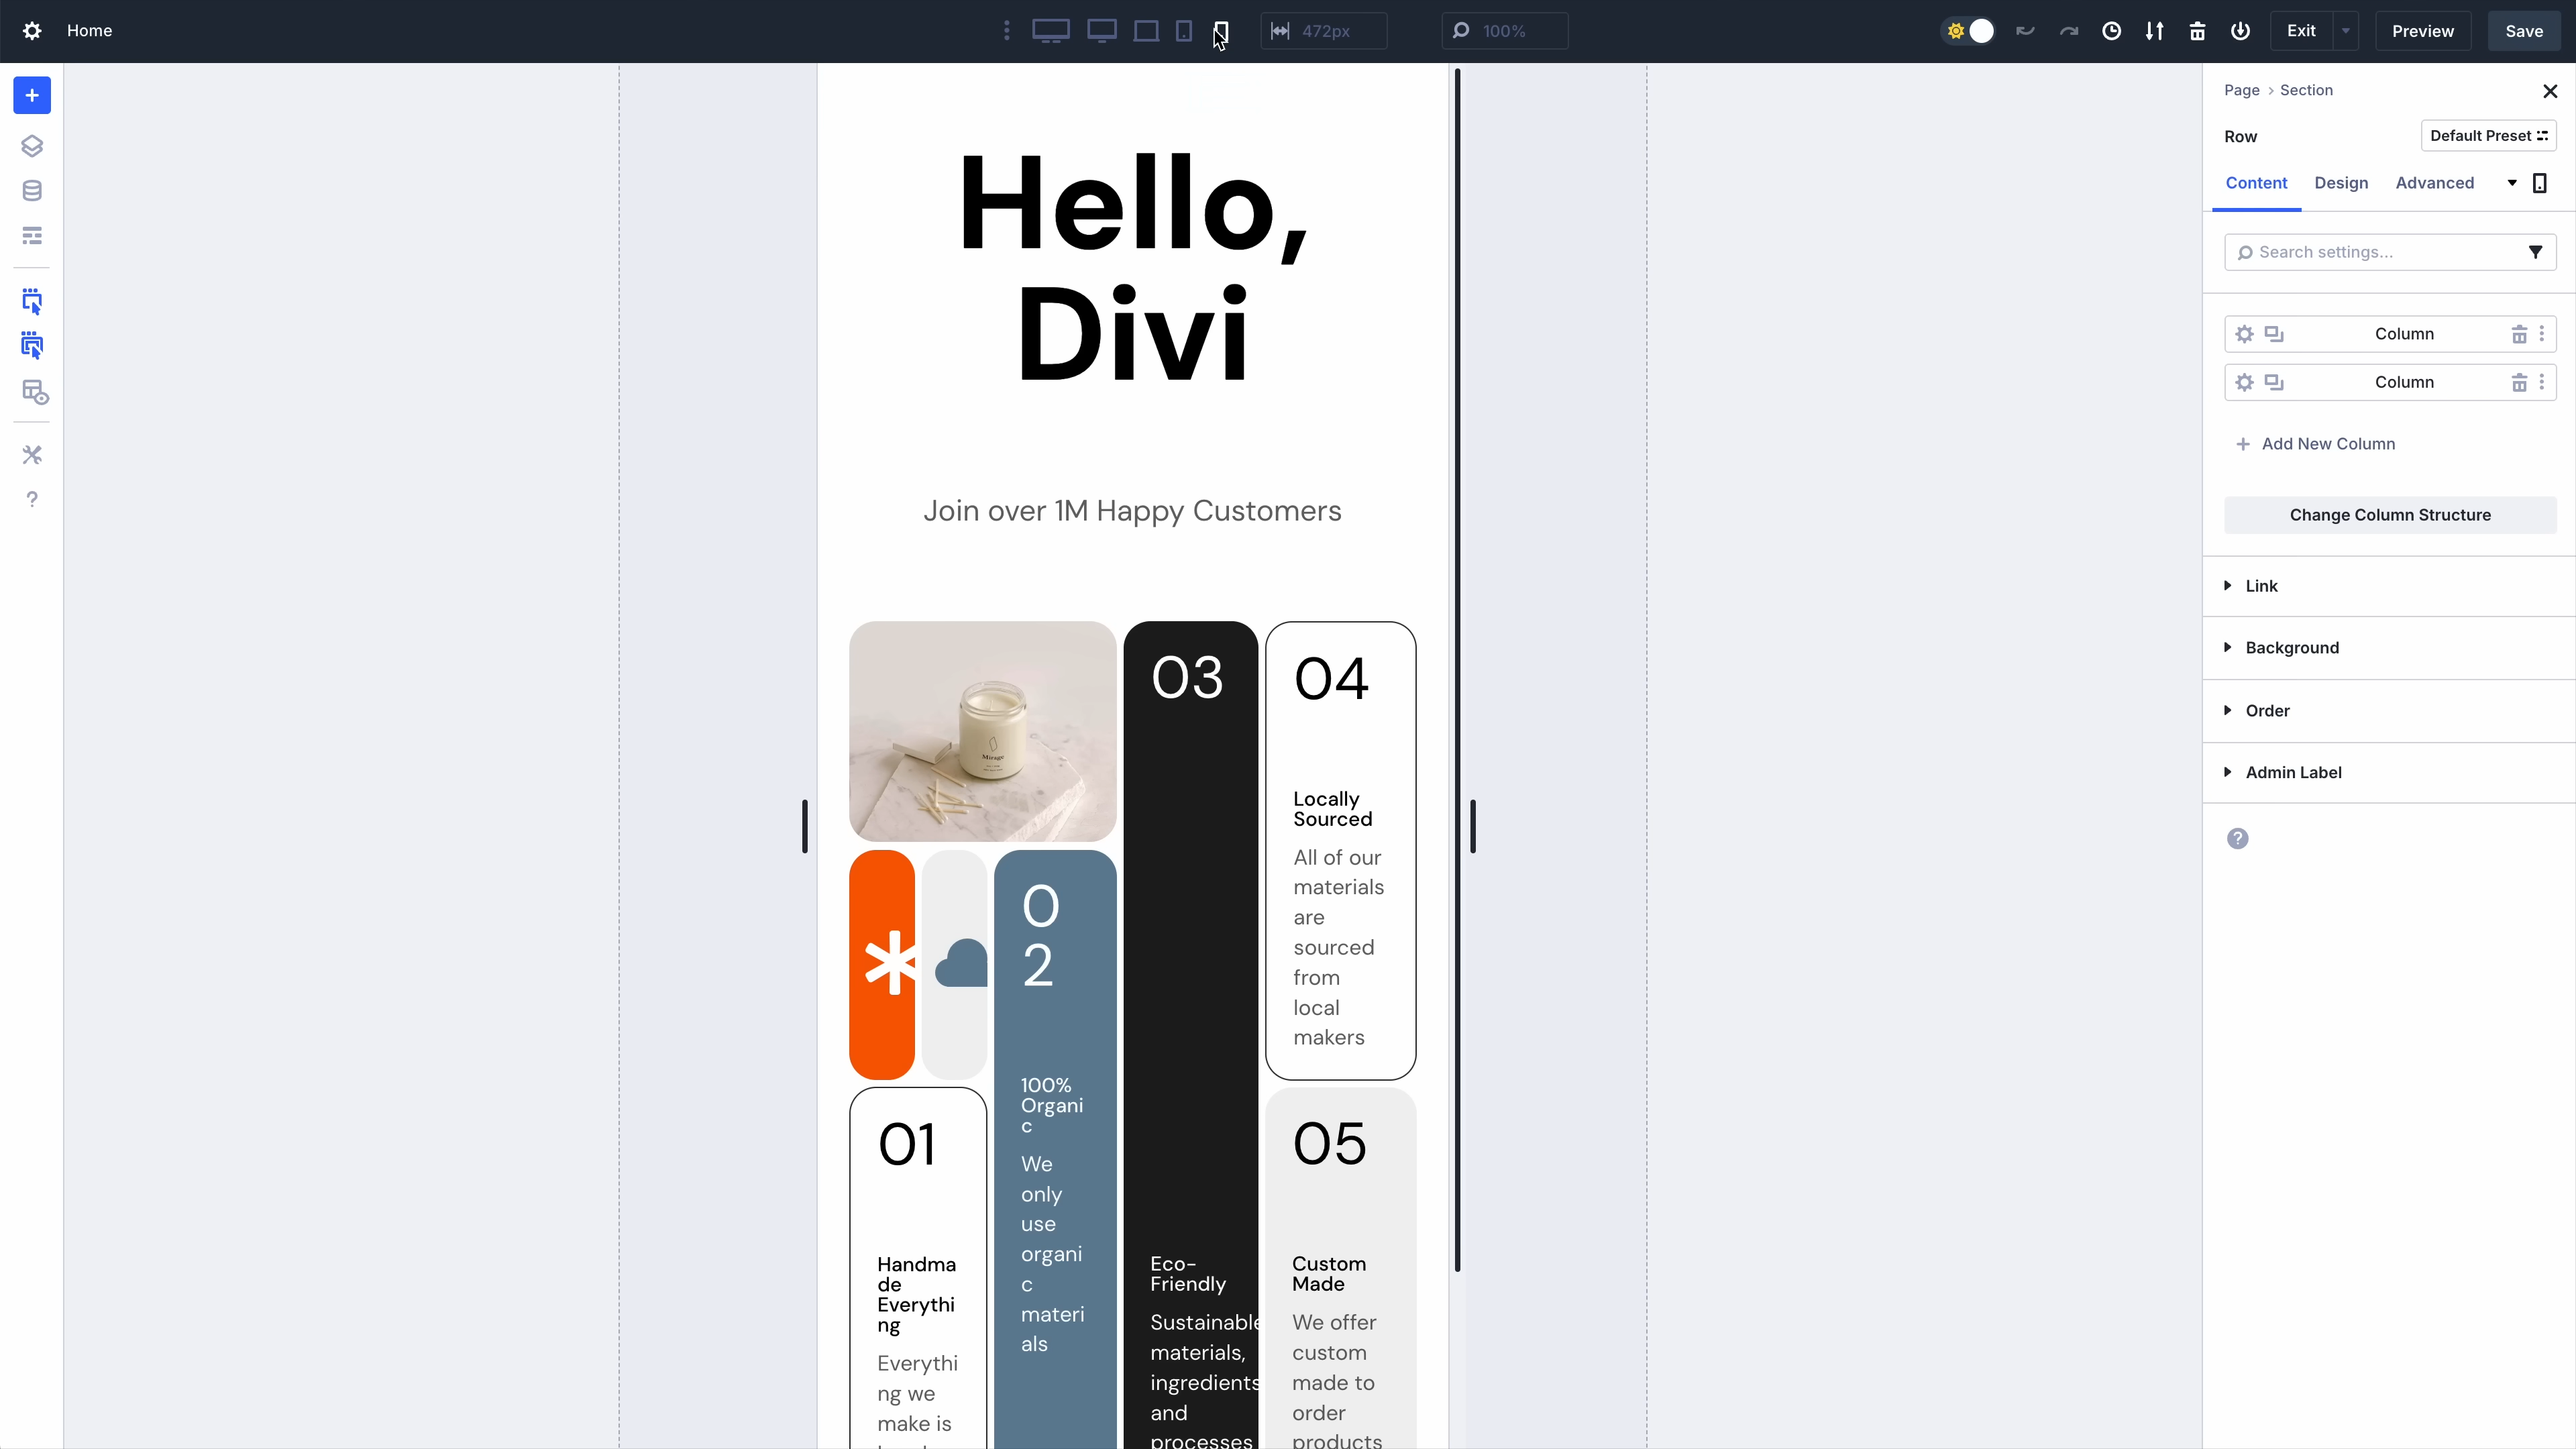 Home
472px
100%
Exit
Preview
Save
Page
Section
Row
Default Preset
Content
Design
Advanced
Search settings...
Column
Column
Add New Column
Change Column Structure
Link
Background
Order
Admin Label
?
?
Hello,
Divi
Join over 1M Happy Customers
Mirage
03
04
Locally
Sourced
All of our
materials
are
sourced
from
local
makers
0
2
100%
Organi
c
We
only
use
organi
c
materi
als
01
Handma
de
Everythi
ng
Everythi
ng we
make is
Eco-
Friendly
Sustainable
materials,
ingredients
and
processes
05
Custom
Made
We offer
custom
made to
order
products